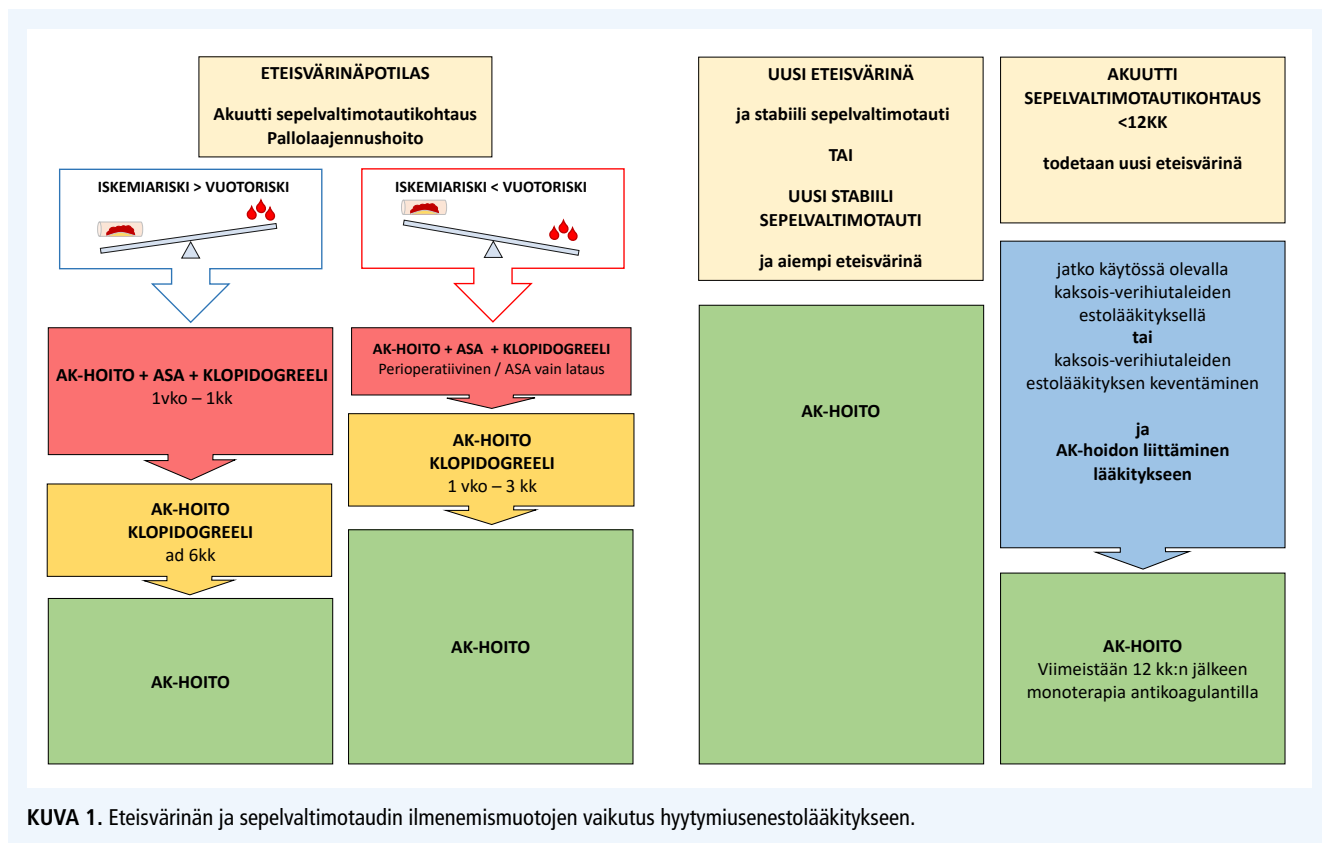 ETEISVÄRINÄPOTILAS
Akuutti sepelvaltimotautikohtaus
Pallolaajennushoito
ISKEMIARISKI > VUOTORISKI
AK-HOITO + ASA + KLOPIDOGREELI
1vko – 1kk
AK-HOITO
KLOPIDOGREELI
ad 6kk
AK-HOITO
ISKEMIARISKI < VUOTORISKI
AK-HOITO + ASA + KLOPIDOGREELI
Perioperatiivinen / ASA vain lataus
AK-HOITO
KLOPIDOGREELI
1 vko – 3 kk
AK-HOITO
UUSI ETEISVÄRINÄ
ja stabiili sepelvaltimotauti
TAI
UUSI STABIILI
SEPELVALTIMOTAUTI
ja aiempi eteisvärinä
AK-HOITO
AKUUTTI
SEPELVALTIMOTAUTIKOHTAUS
<12KK
todetaan uusi eteisvärinä
jatko käytössä olevalla
kaksois-verihiutaleiden
estolääkityksellä
tai
kaksois-verihiutaleiden
estolääkityksen keventäminen
ja
AK-hoidon liittäminen
lääkitykseen
AK-HOITO
Viimeistään 12 kk:n jälkeen
monoterapia antikoagulantilla
KUVA 1. Eteisvärinän ja sepelvaltimotaudin ilmenemismuotojen vaikutus hyytymiusenestolääkitykseen.